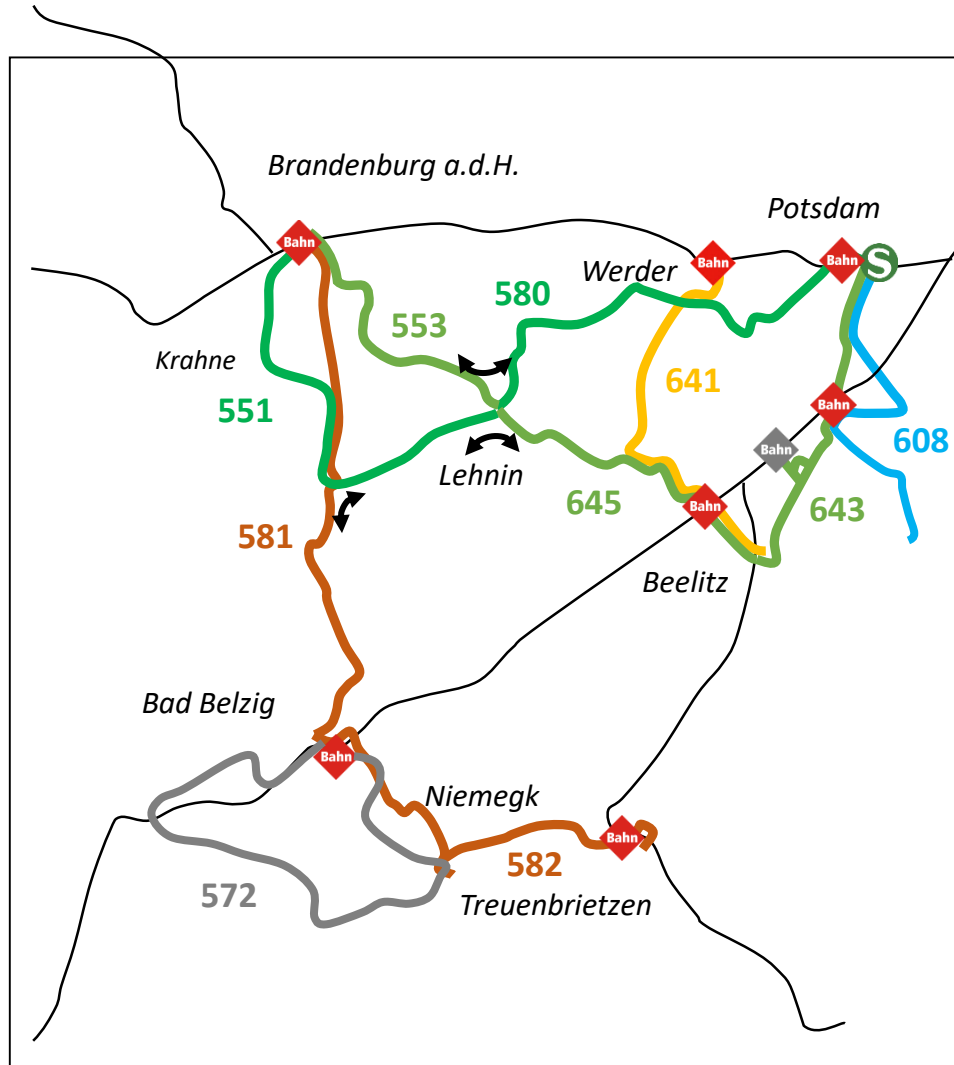 Brandenburg a.d.H.
Potsdam
Bahn
Bahn
S
Werder
Bahn
580
553
Krahne
641
551
Bahn
608
Bahn
Lehnin
645
643
Bahn
581
Beelitz
Bad Belzig
Bahn
Niemegk
Bahn
582
572
Treuenbrietzen